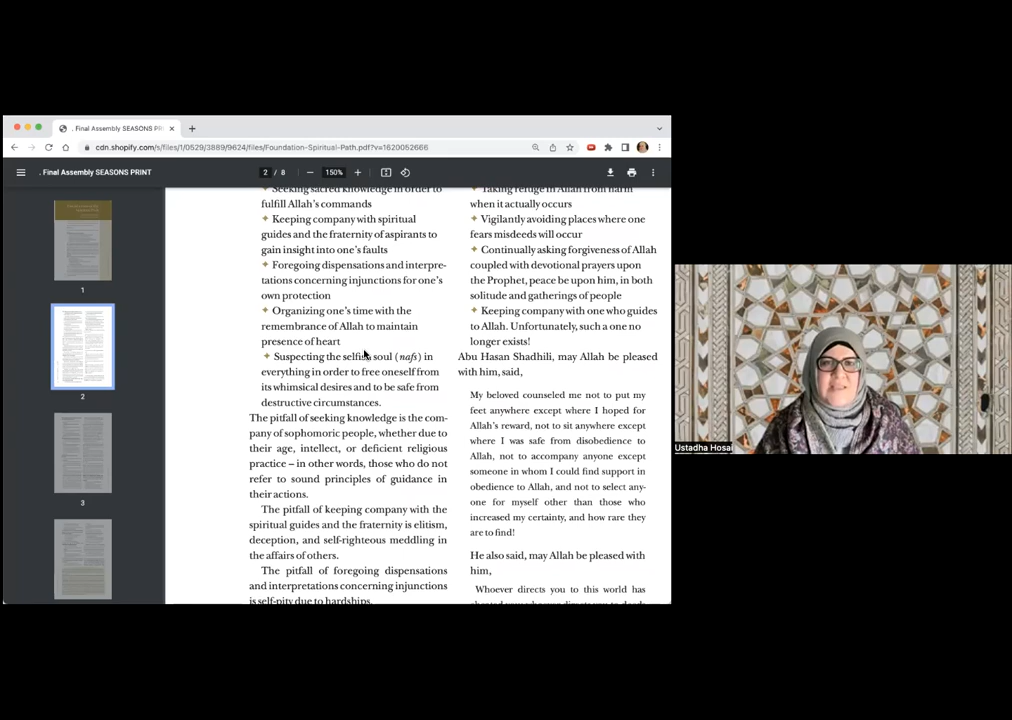 . Final Assembly SEASONS PRI
cdn.shopify.com/s/files/1/0529/3889/9624/files/Foundation-Spiritual-Path.pdf?v=1620052666
. Final Assembly SEASONS PRINT
2 / 8
150%
1
2
3
Seeking sacred knowledge in order to
fulfill Allah's commands
✦ Keeping company with spiritual
guides and the fraternity of aspirants to
gain insight into one's faults
✦ Foregoing dispensations and interpre-
tations concerning injunctions for one's
own protection
✦ Organizing one's time with the
remembrance of Allah to maintain
presence of heart
✦ Suspecting the selfish soul (nafs) in
everything in order to free oneself from
its whimsical desires and to be safe from
destructive circumstances.
The pitfall of seeking knowledge is the com-
pany of sophomoric people, whether due to
their age, intellect, or deficient religious
practice – in other words, those who do not
refer to sound principles of guidance in
their actions.
The pitfall of keeping company with the
spiritual guides and the fraternity is elitism,
deception, and self-righteous meddling in
the affairs of others.
The pitfall of foregoing dispensations
and interpretations concerning injunctions
is self-pity due to hardships.
Taking refuge in Allah from harm
when it actually occurs
✦ Vigilantly avoiding places where one
fears misdeeds will occur
✦ Continually asking forgiveness of Allah
coupled with devotional prayers upon
the Prophet, peace be upon him, in both
solitude and gatherings of people
✦ Keeping company with one who guides
to Allah. Unfortunately, such a one no
longer exists!
Abu Hasan Shadhili, may Allah be pleased
with him, said,
My beloved counseled me not to put my
feet anywhere except where I hoped for
Allah's reward, not to sit anywhere except
where I was safe from disobedience to
Allah, not to accompany anyone except
someone in whom I could find support in
obedience to Allah, and not to select any-
one for myself other than those who
increased my certainty, and how rare they
are to find!
He also said, may Allah be pleased with
him,
Whoever directs you to this world has
Ustadha Hosai